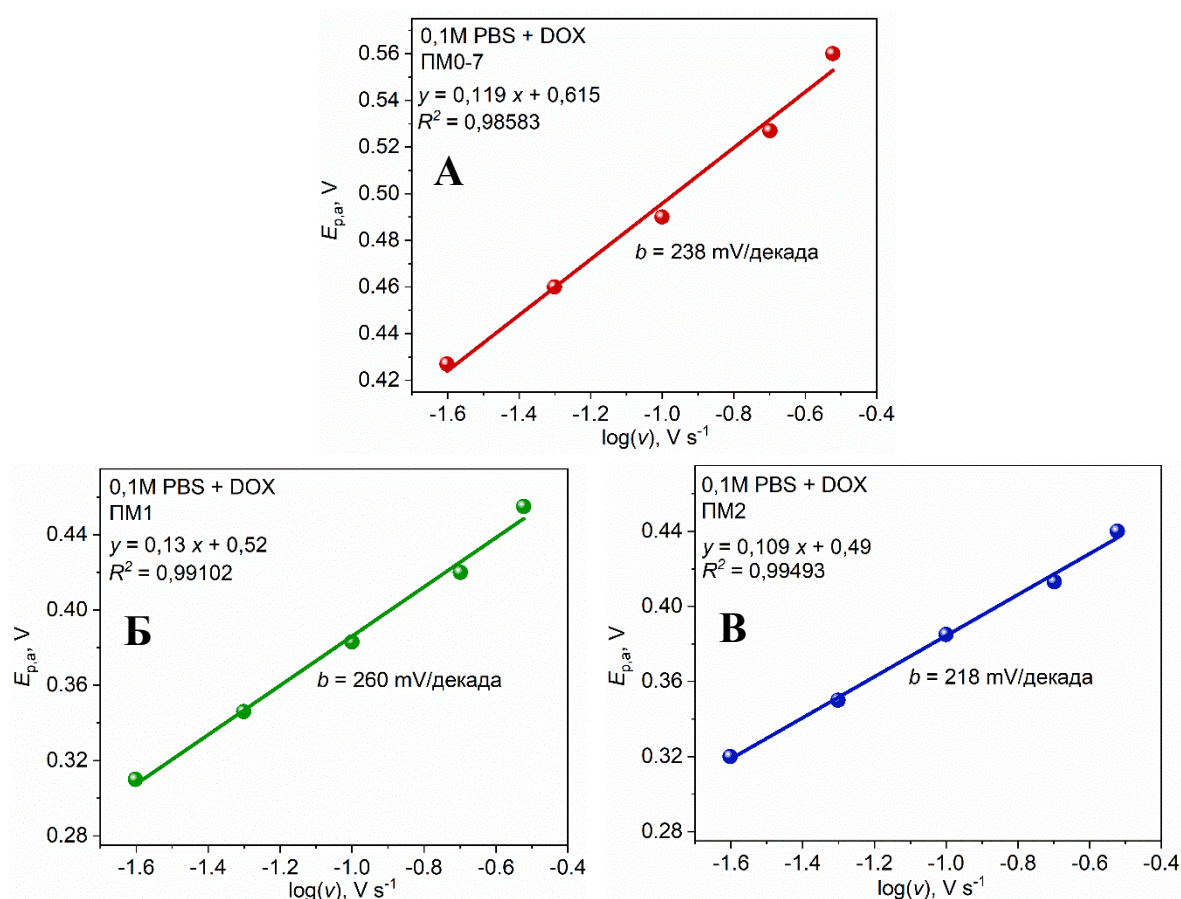 0,1M PBS + DOX
ПМ0-7
y = 0,119 x + 0,615
R² = 0,98583
А
b = 238 mV/декада
E p,a, V
0.56
0.54
0.52
0.50
0.48
0.46
0.44
0.42
-1.6 -1.4 -1.2 -1.0 -0.8 -0.6 -0.4
log(v), V s⁻¹
0,1M PBS + DOX
ПМ1
y = 0,13 x + 0,52
R² = 0,99102
Б
b = 260 mV/декада
E p,a, V
0.44
0.40
0.36
0.32
0.28
-1.6 -1.4 -1.2 -1.0 -0.8 -0.6 -0.4
log(v), V s⁻¹
0,1M PBS + DOX
ПМ2
y = 0,109 x + 0,49
R² = 0,99493
В
b = 218 mV/декада
E p,a, V
0.44
0.40
0.36
0.32
0.28
-1.6 -1.4 -1.2 -1.0 -0.8 -0.6 -0.4
log(v), V s⁻¹